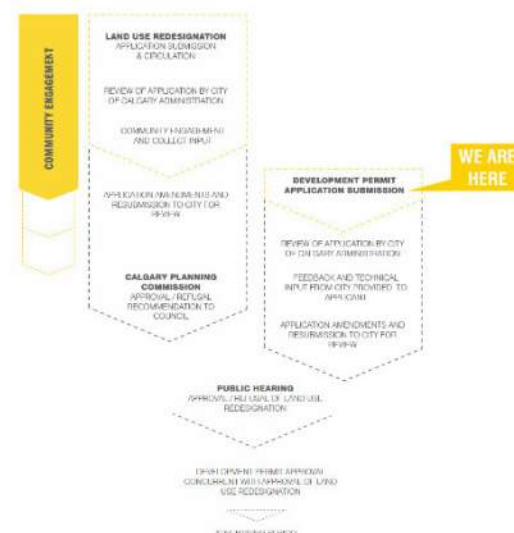 COMMUNITY ENGAGEMENT
LAND USE REDESIGNATION
APPLICATION SUBMISSION
& CIRCULATION
REVIEW OF APPLICATION BY CITY
OF CALGARY ADMINISTRATION
COMMUNITY ENGAGEMENT
AND COLLECT INPUT
APPLICATION AMENDMENTS AND
RESUBMISSION TO CITY FOR
REVIEW
CALGARY PLANNING
COMMISSION
APPROVAL / REFUSAL
RECOMMENDATION TO
COUNCIL
WE ARE
HERE
DEVELOPMENT PERMIT
APPLICATION SUBMISSION
REVIEW OF APPLICATION BY CITY
OF CALGARY ADMINISTRATION
FEEDBACK AND TECHNICAL
INPUT FROM CITY PROVIDED TO
APPLICANT
APPLICATION AMENDMENTS AND
RESUBMISSION TO CITY FOR
REVIEW
PUBLIC HEARING
APPROVAL / REFUSAL OF LAND USE
REDESIGNATION
DEVELOPMENT PERMIT APPROVAL
CONCURRENT WITH APPROVAL OF LAND
USE REDESIGNATION